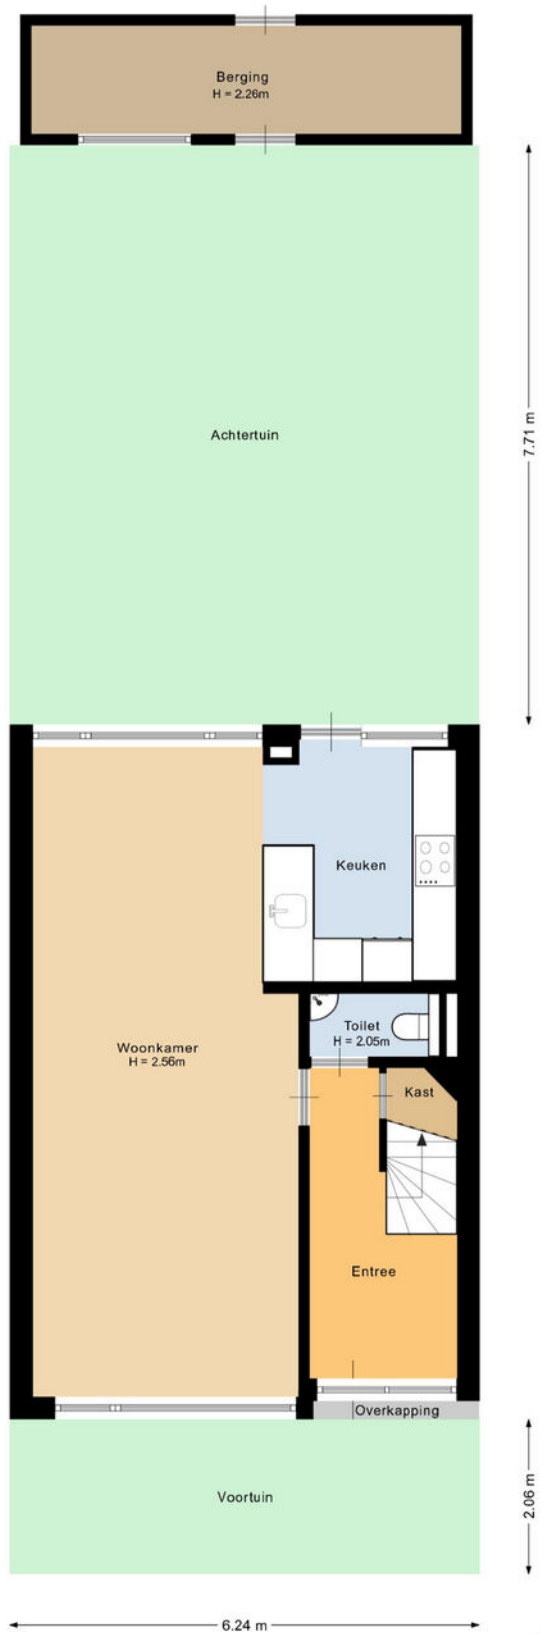 Berging
H = 2.26m
7.71 m
Achtertuin
Keuken
Toilet
H = 2.05m
Woonkamer
H = 2.56m
Kast
Entree
Overkapping
Voortuin
2.06 m
6.24 m